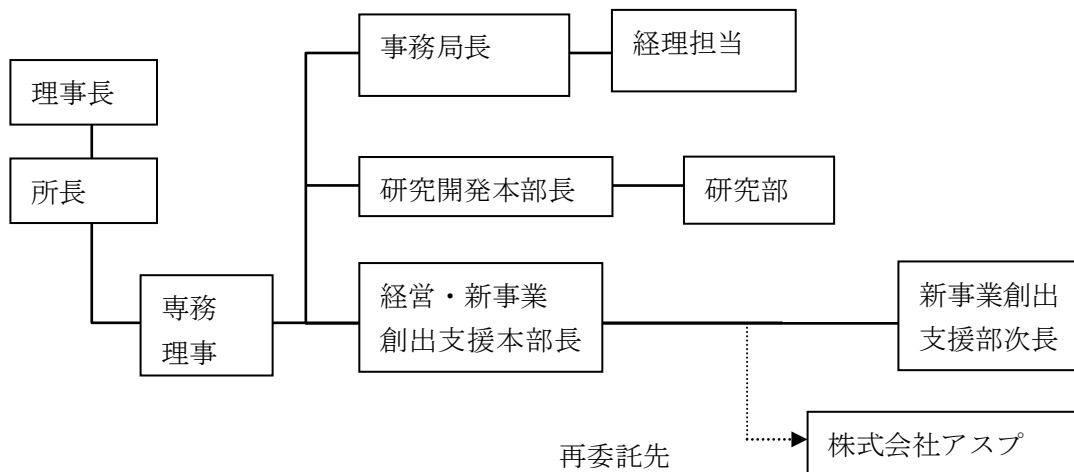 事務局長
経理担当
理事長
所長
研究開発本部長
研究部
専務
理事
経営・新事業
創出支援本部長
新事業創出
支援部次長
再委託先
株式会社アスプ